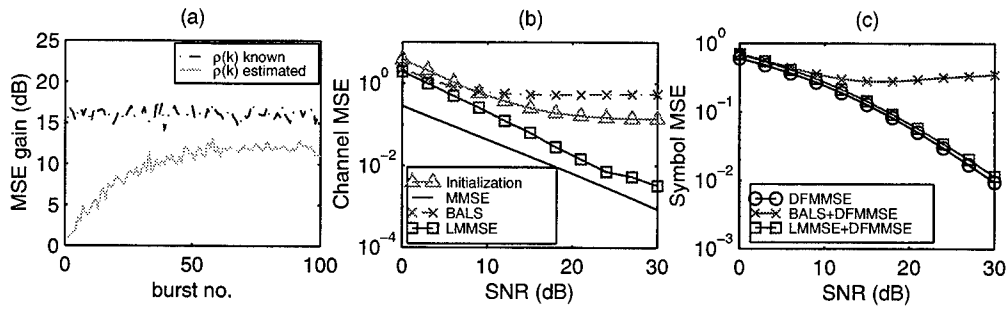 (a)
MSE gain (dB)
25
20
15
10
5
0
ρ(k) known
ρ(k) estimated
0
50
100
burst no.
(b)
Channel MSE
10^0
10^-2
10^-4
Initialization
MMSE
BALS
LMMSE
0
10
20
30
SNR (dB)
(c)
Symbol MSE
10^0
10^-1
10^-2
10^-3
DFMMSE
BALS+DFMMSE
LMMSE+DFMMSE
0
10
20
30
SNR (dB)